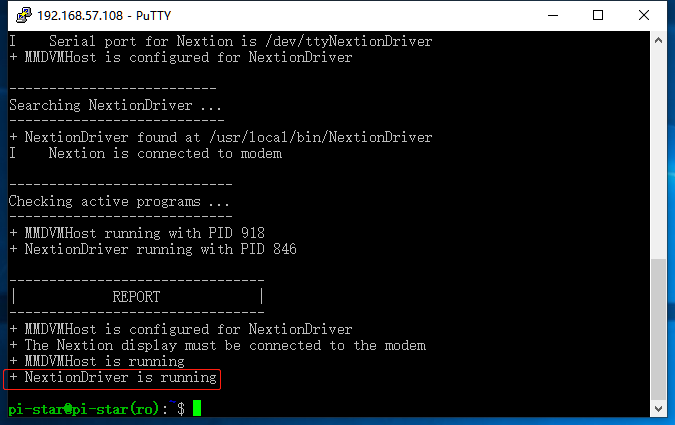 192.168.57.108 - PuTTY
I    Serial port for Nextion is /dev/ttyNextionDriver
+ MMDVMHost is configured for NextionDriver
--------------------------
Searching NextionDriver ...
---------------------------
+ NextionDriver found at /usr/local/bin/NextionDriver
I    Nextion is connected to modem
----------------------------
Checking active programs ...
----------------------------
+ MMDVMHost running with PID 918
+ NextionDriver running with PID 846
--------------------------------
|            REPORT            |
--------------------------------
+ MMDVMHost is configured for NextionDriver
+ The Nextion display must be connected to the modem
+ MMDVMHost is running
+ NextionDriver is running
pi-star@pi-star(ro):~$